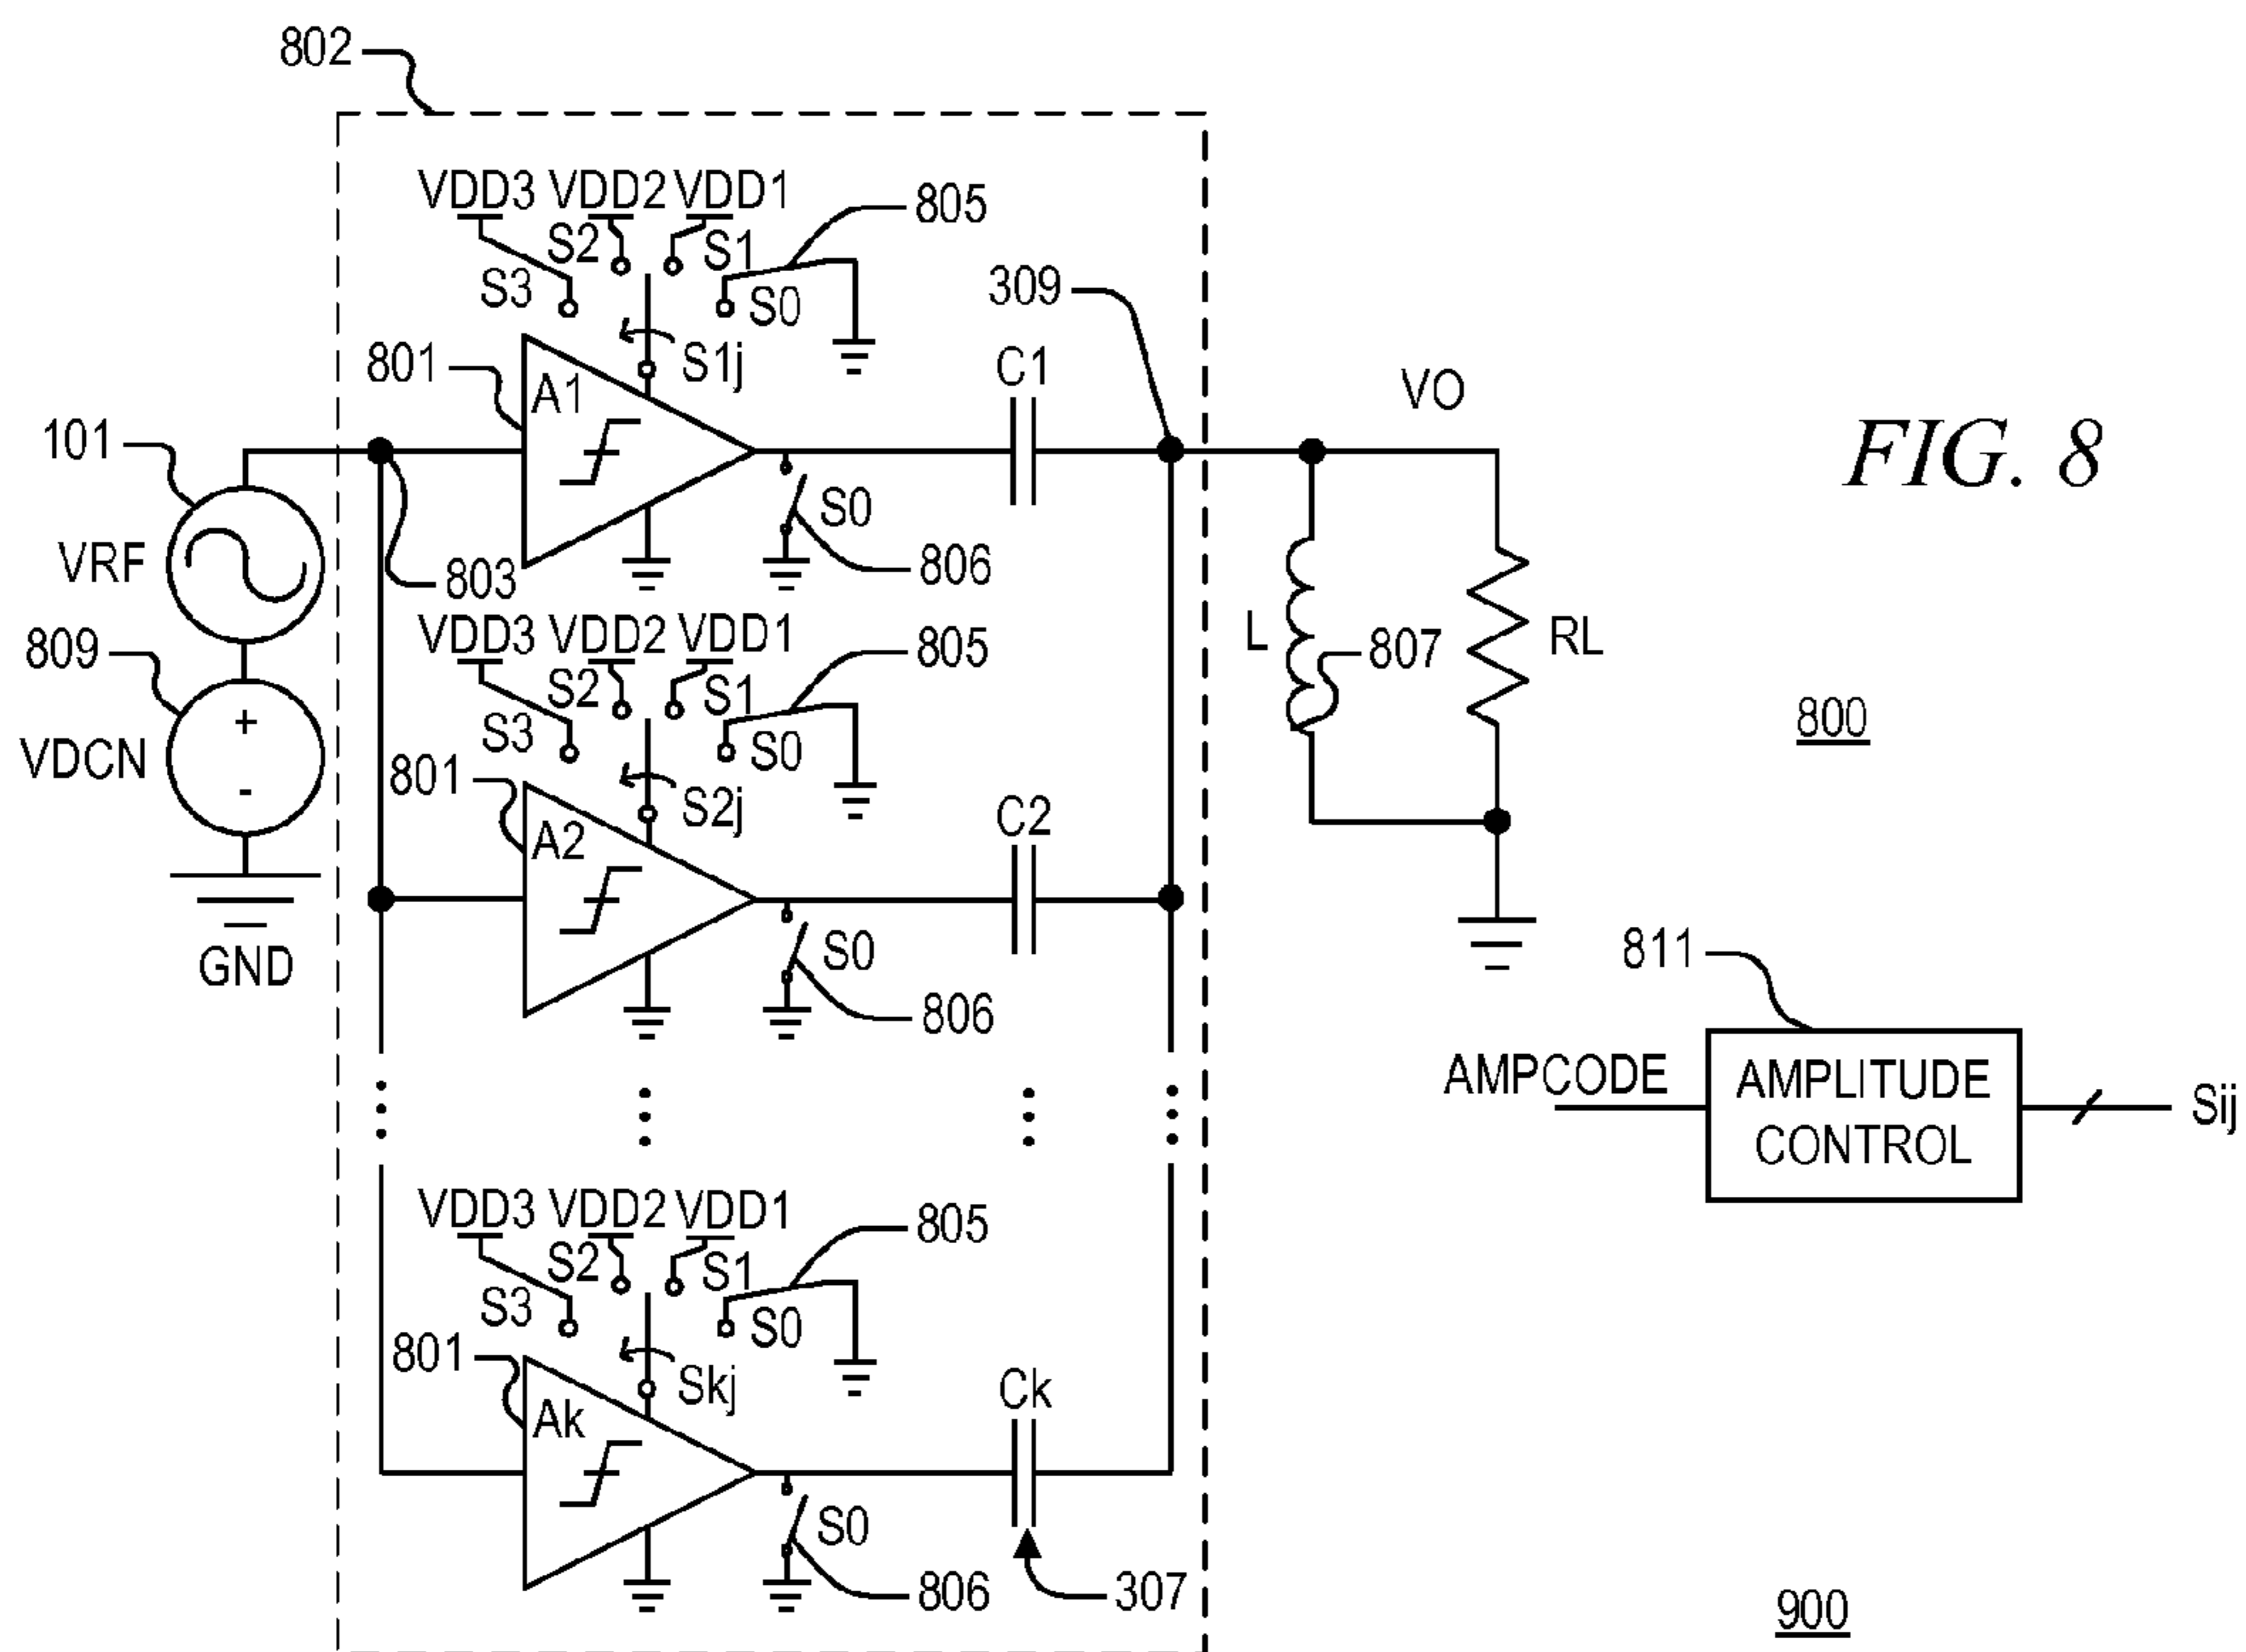 802
VDD3 VDD2 VDD1
805
S2
S1
S3
S0
309
S1j
801
A1
C1
VO
FIG. 8
101
S0
VRF
803
806
VDD3 VDD2 VDD1
805
809
S2
S1
L
807
RL
S3
S0
800
VDCN
801
S2j
A2
C2
GND
S0
806
811
AMPCODE
AMPLITUDE
CONTROL
Sij
VDD3 VDD2 VDD1
805
S2
S1
S3
S0
801
Skj
Ck
Ak
S0
806
307
900